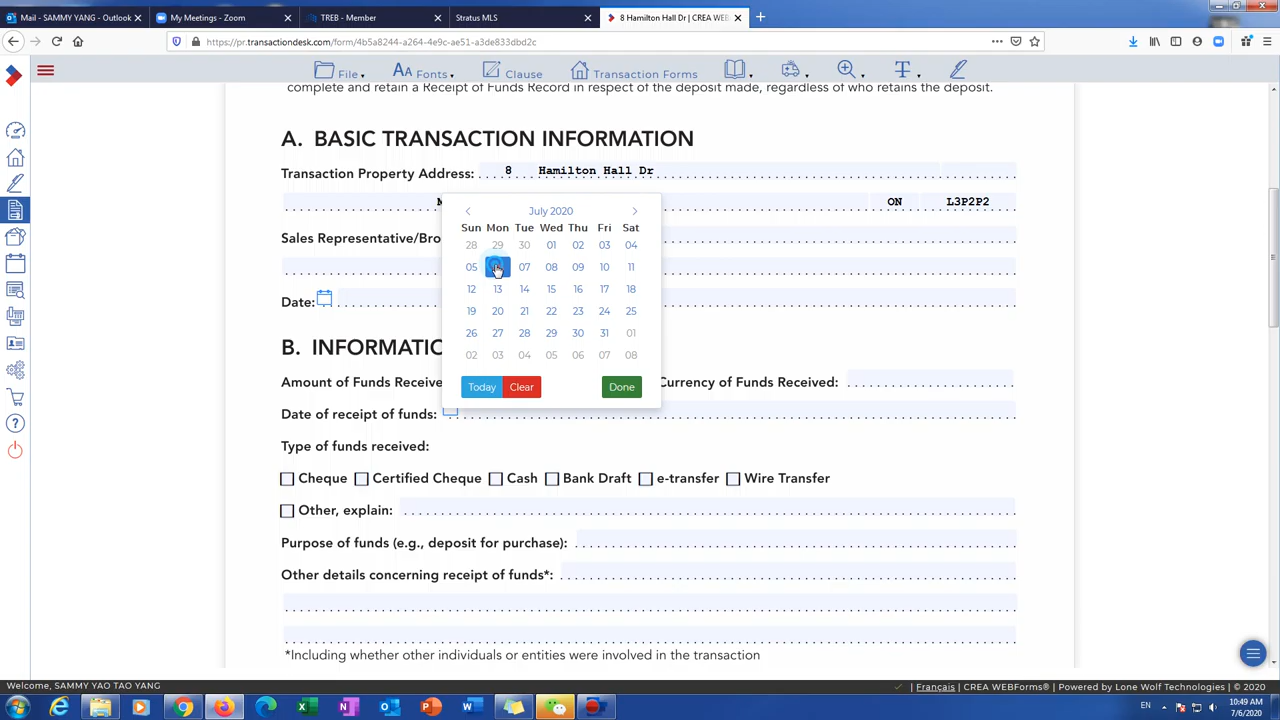 Mail - SAMMY YANG - Outlook
My Meetings - Zoom
TREB - Member
Stratus MLS
8 Hamilton Hall Dr | CREA WEB
https://pr.transactiondesk.com/form/4b5a8244-a264-4e9c-ae51-a3de833dbd2c
File
Fonts
Clause
Transaction Forms
complete and retain a Receipt of Funds Record in respect of the deposit made, regardless of who retains the deposit.
A. BASIC TRANSACTION INFORMATION
Transaction Property Address: 8 Hamilton Hall Dr
ON L3P2P2
July 2020
Sun Mon Tue Wed Thu Fri Sat
Sales Representative/Bro
28 29 30 01 02 03 04
05 07 08 09 10 11
12 13 14 15 16 17 18
Date:
19 20 21 22 23 24 25
26 27 28 29 30 31 01
B. INFORMATIO
02 03 04 05 06 07 08
Amount of Funds Receive
Today Clear Done
Currency of Funds Received:
Date of receipt of funds:
Type of funds received:
Cheque Certified Cheque Cash Bank Draft e-transfer Wire Transfer
Other, explain:
Purpose of funds (e.g., deposit for purchase):
Other details concerning receipt of funds*:
*Including whether other individuals or entities were involved in the transaction
Welcome, SAMMY YAO TAO YANG
| Français | CREA WEBForms® | Powered by Lone Wolf Technologies | © 2020
EN
10:49 AM
7/6/2020